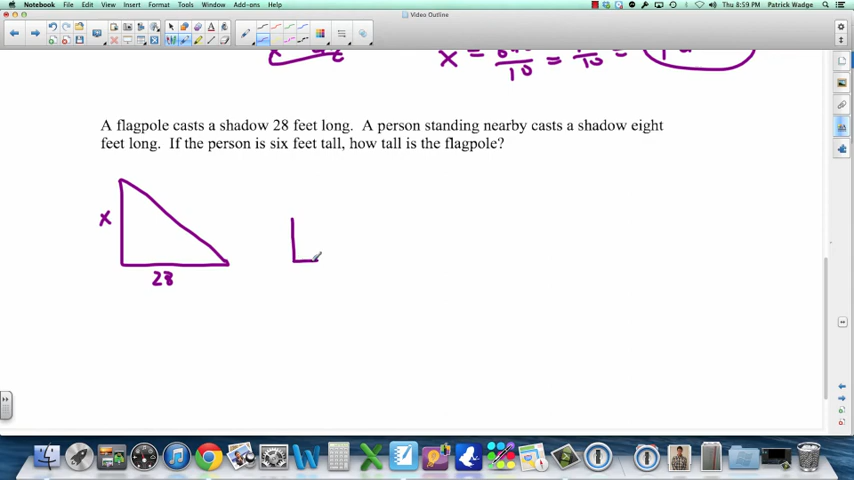 Notebook Edit View Insert Format Tools Window Add-ons Help
Thu 8:59 PM Patrick Wadge
Video Outline
x = = =
10 10
A flagpole casts a shadow 28 feet long. A person standing nearby casts a shadow eight
feet long. If the person is six feet tall, how tall is the flagpole?
x
28